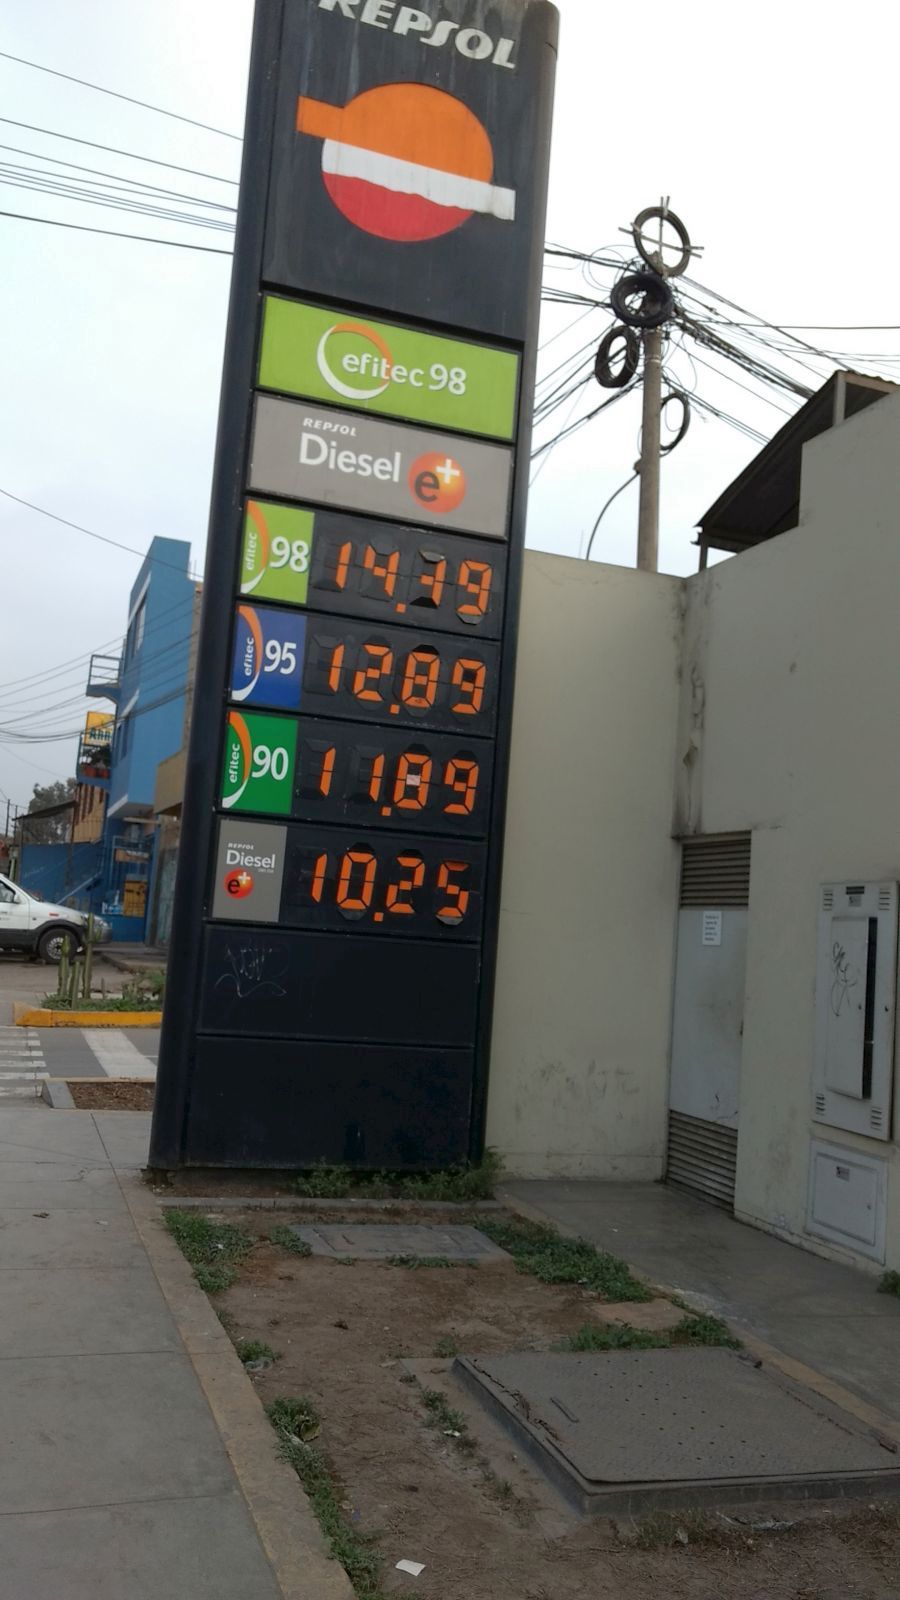 REPSOL
efitec 98
REPSOL
Diesel e+
efitec 98 14.39
efitec 95 12.89
efitec 90 11.89
REPSOL
Diesel
e+ 10.25